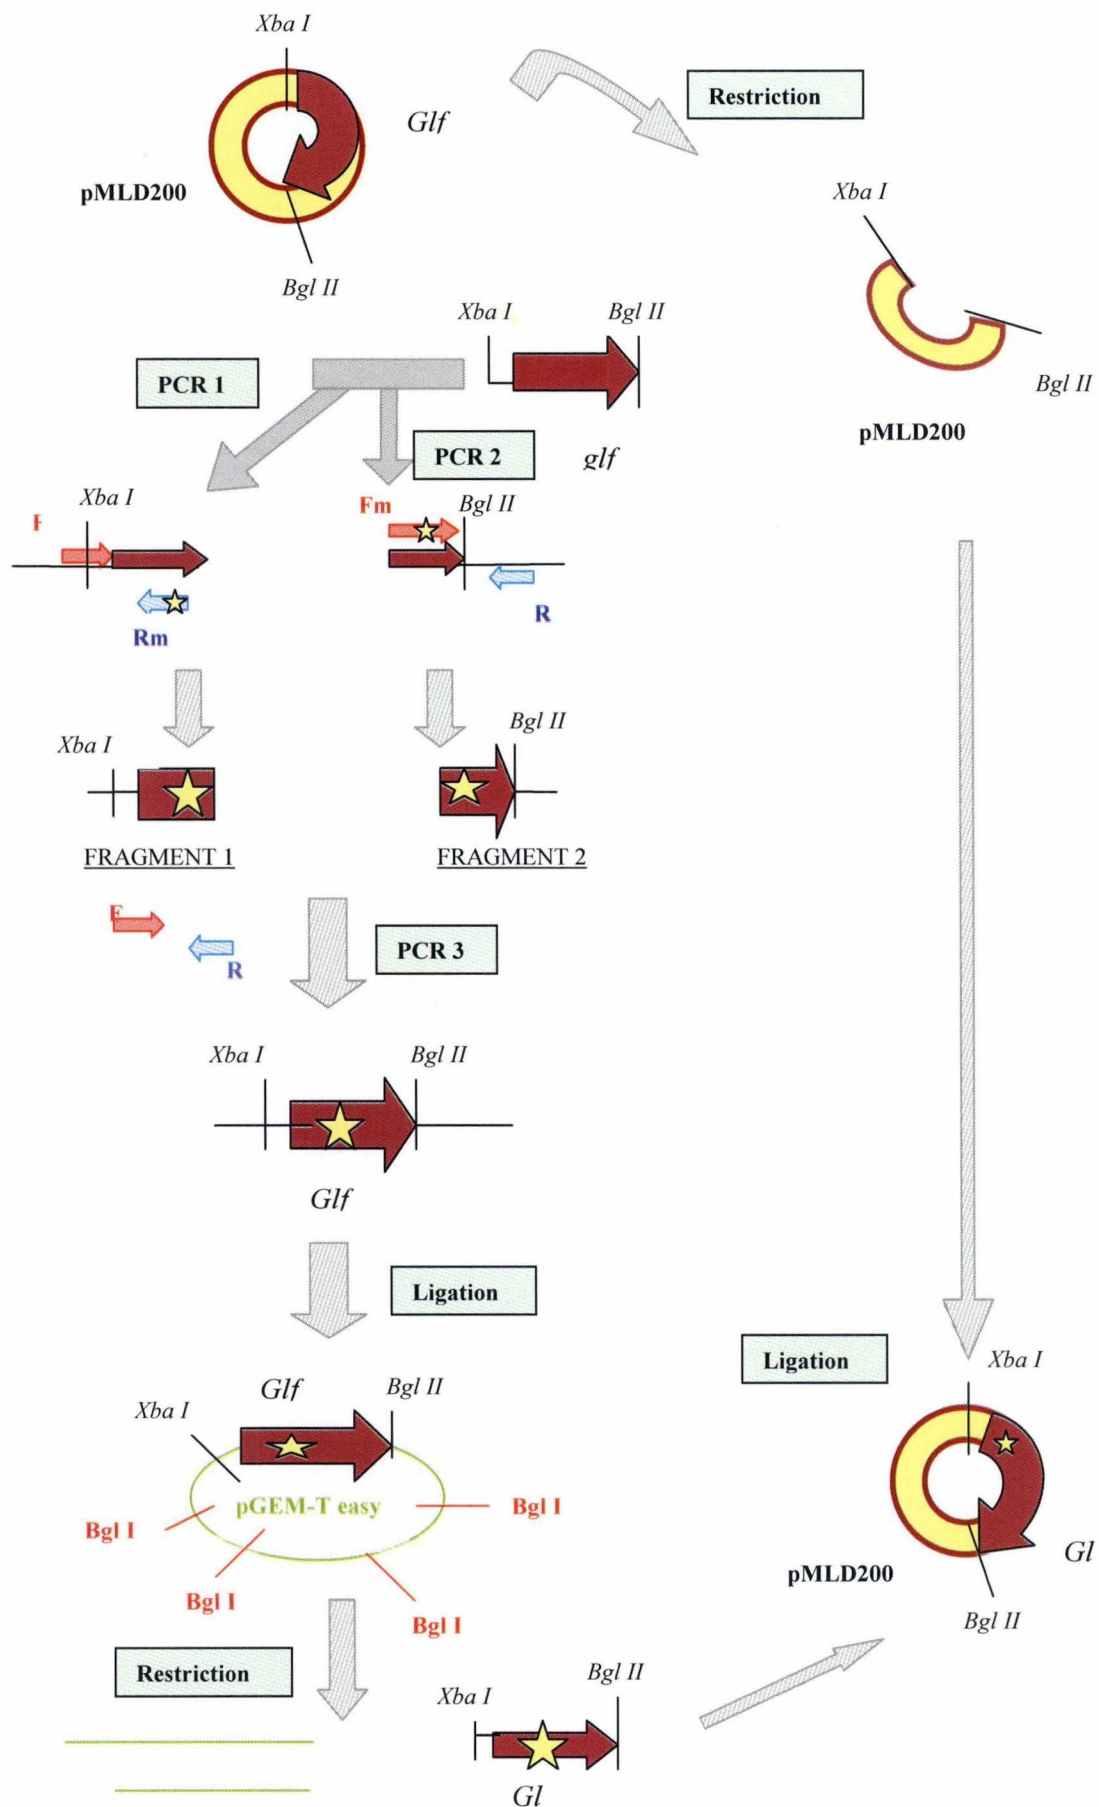 Xba I
Restriction
Glf
pMLD200
Xba I
Bgl II
Xba I
Bgl II
Bgl II
PCR 1
pMLD200
PCR 2
glf
Xba I
Fm
Bgl II
F
R
Rm
Bgl II
Xba I
FRAGMENT 1
FRAGMENT 2
F
PCR 3
R
Xba I
Bgl II
Glf
Ligation
Ligation
Xba I
Glf
Bgl II
Xba I
pGEM-T easy
Bgl I
Bgl I
Gl
pMLD200
Bgl I
Bgl I
Bgl II
Restriction
Bgl II
Xba I
Gl